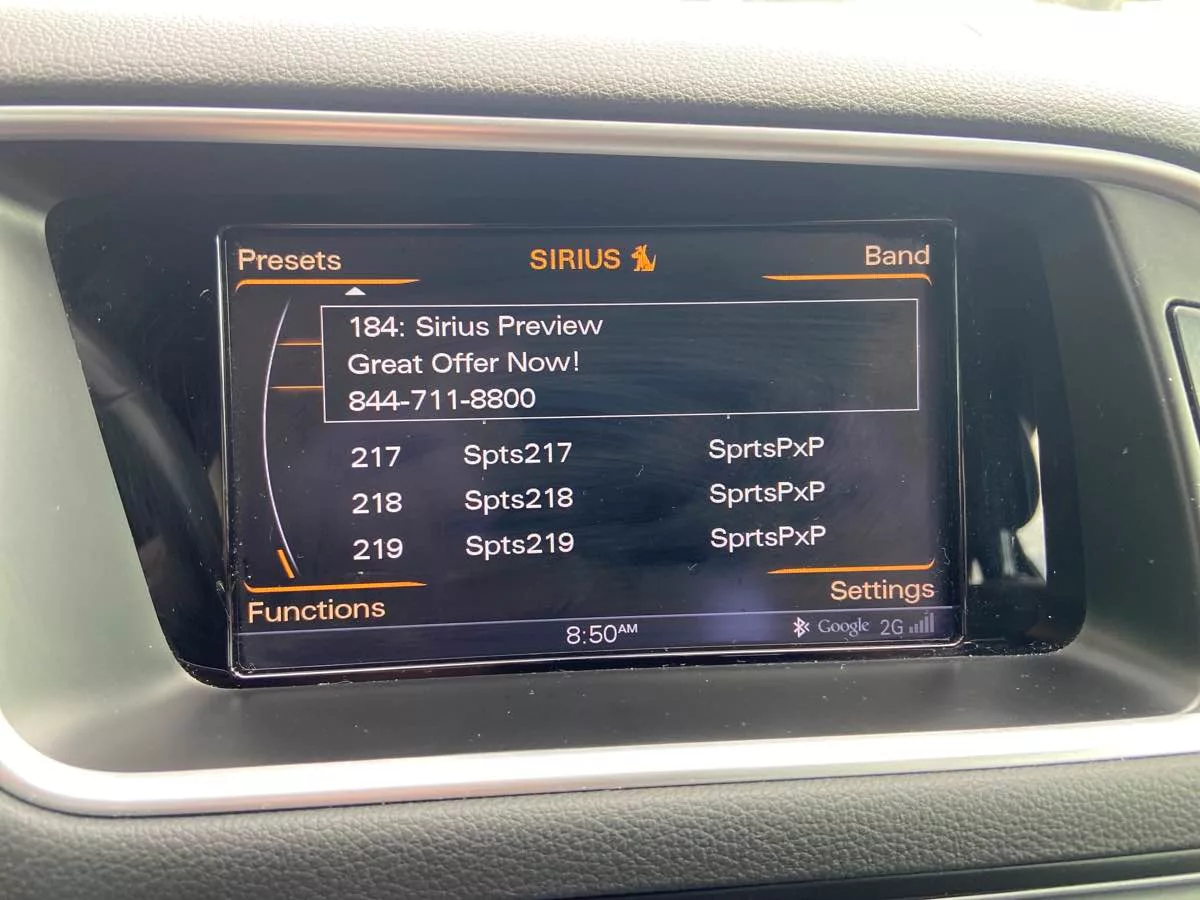 Presets SIRIUS Band
184: Sirius Preview
Great Offer Now!
844-711-8800
217 Spts217 SprtsPxP
218 Spts218 SprtsPxP
219 Spts219 SprtsPxP
Functions Settings
8:50AM Google 2G